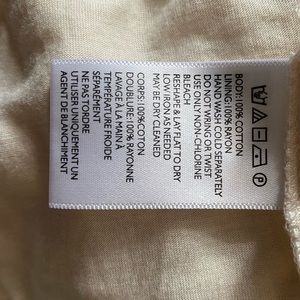 BODY:100% COTTON
LINING:100% RAYON
HAND WASH COLD SEPARATELY
DO NOT WRING OR TWIST
USE ONLY NON-CHLORINE
BLEACH
RESHAPE & LAY FLAT TO DRY
LOW IRON AS NEEDED
MAY BE DRY CLEANED
CORPS:100%COTON
DOUBLURE:100% RAYONNE
LAVAGE À LA MAIN À
TEMPÉRATURE FROIDE
SÉPARÉMENT
NE PAS TORDRE
UTILISER UNIQUEMENT UN
AGENT DE BLANCHIMENT